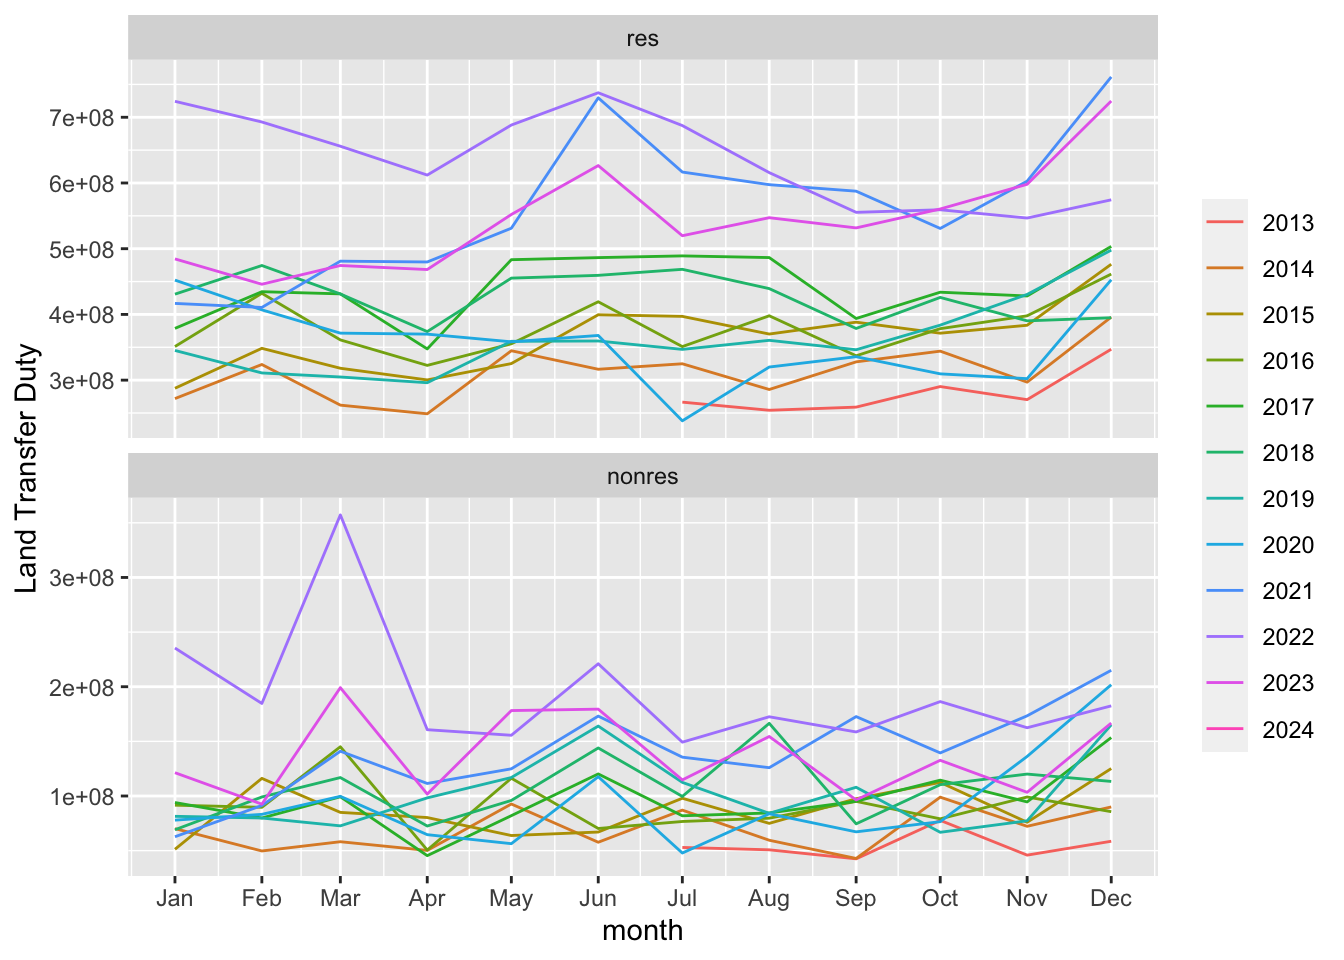 res
7e+08
6e+08
5e+08
4e+08
3e+08
nonres
3e+08
2e+08
1e+08
Jan Feb Mar Apr May Jun Jul Aug Sep Oct Nov Dec
month
Land Transfer Duty
2013
2014
2015
2016
2017
2018
2019
2020
2021
2022
2023
2024